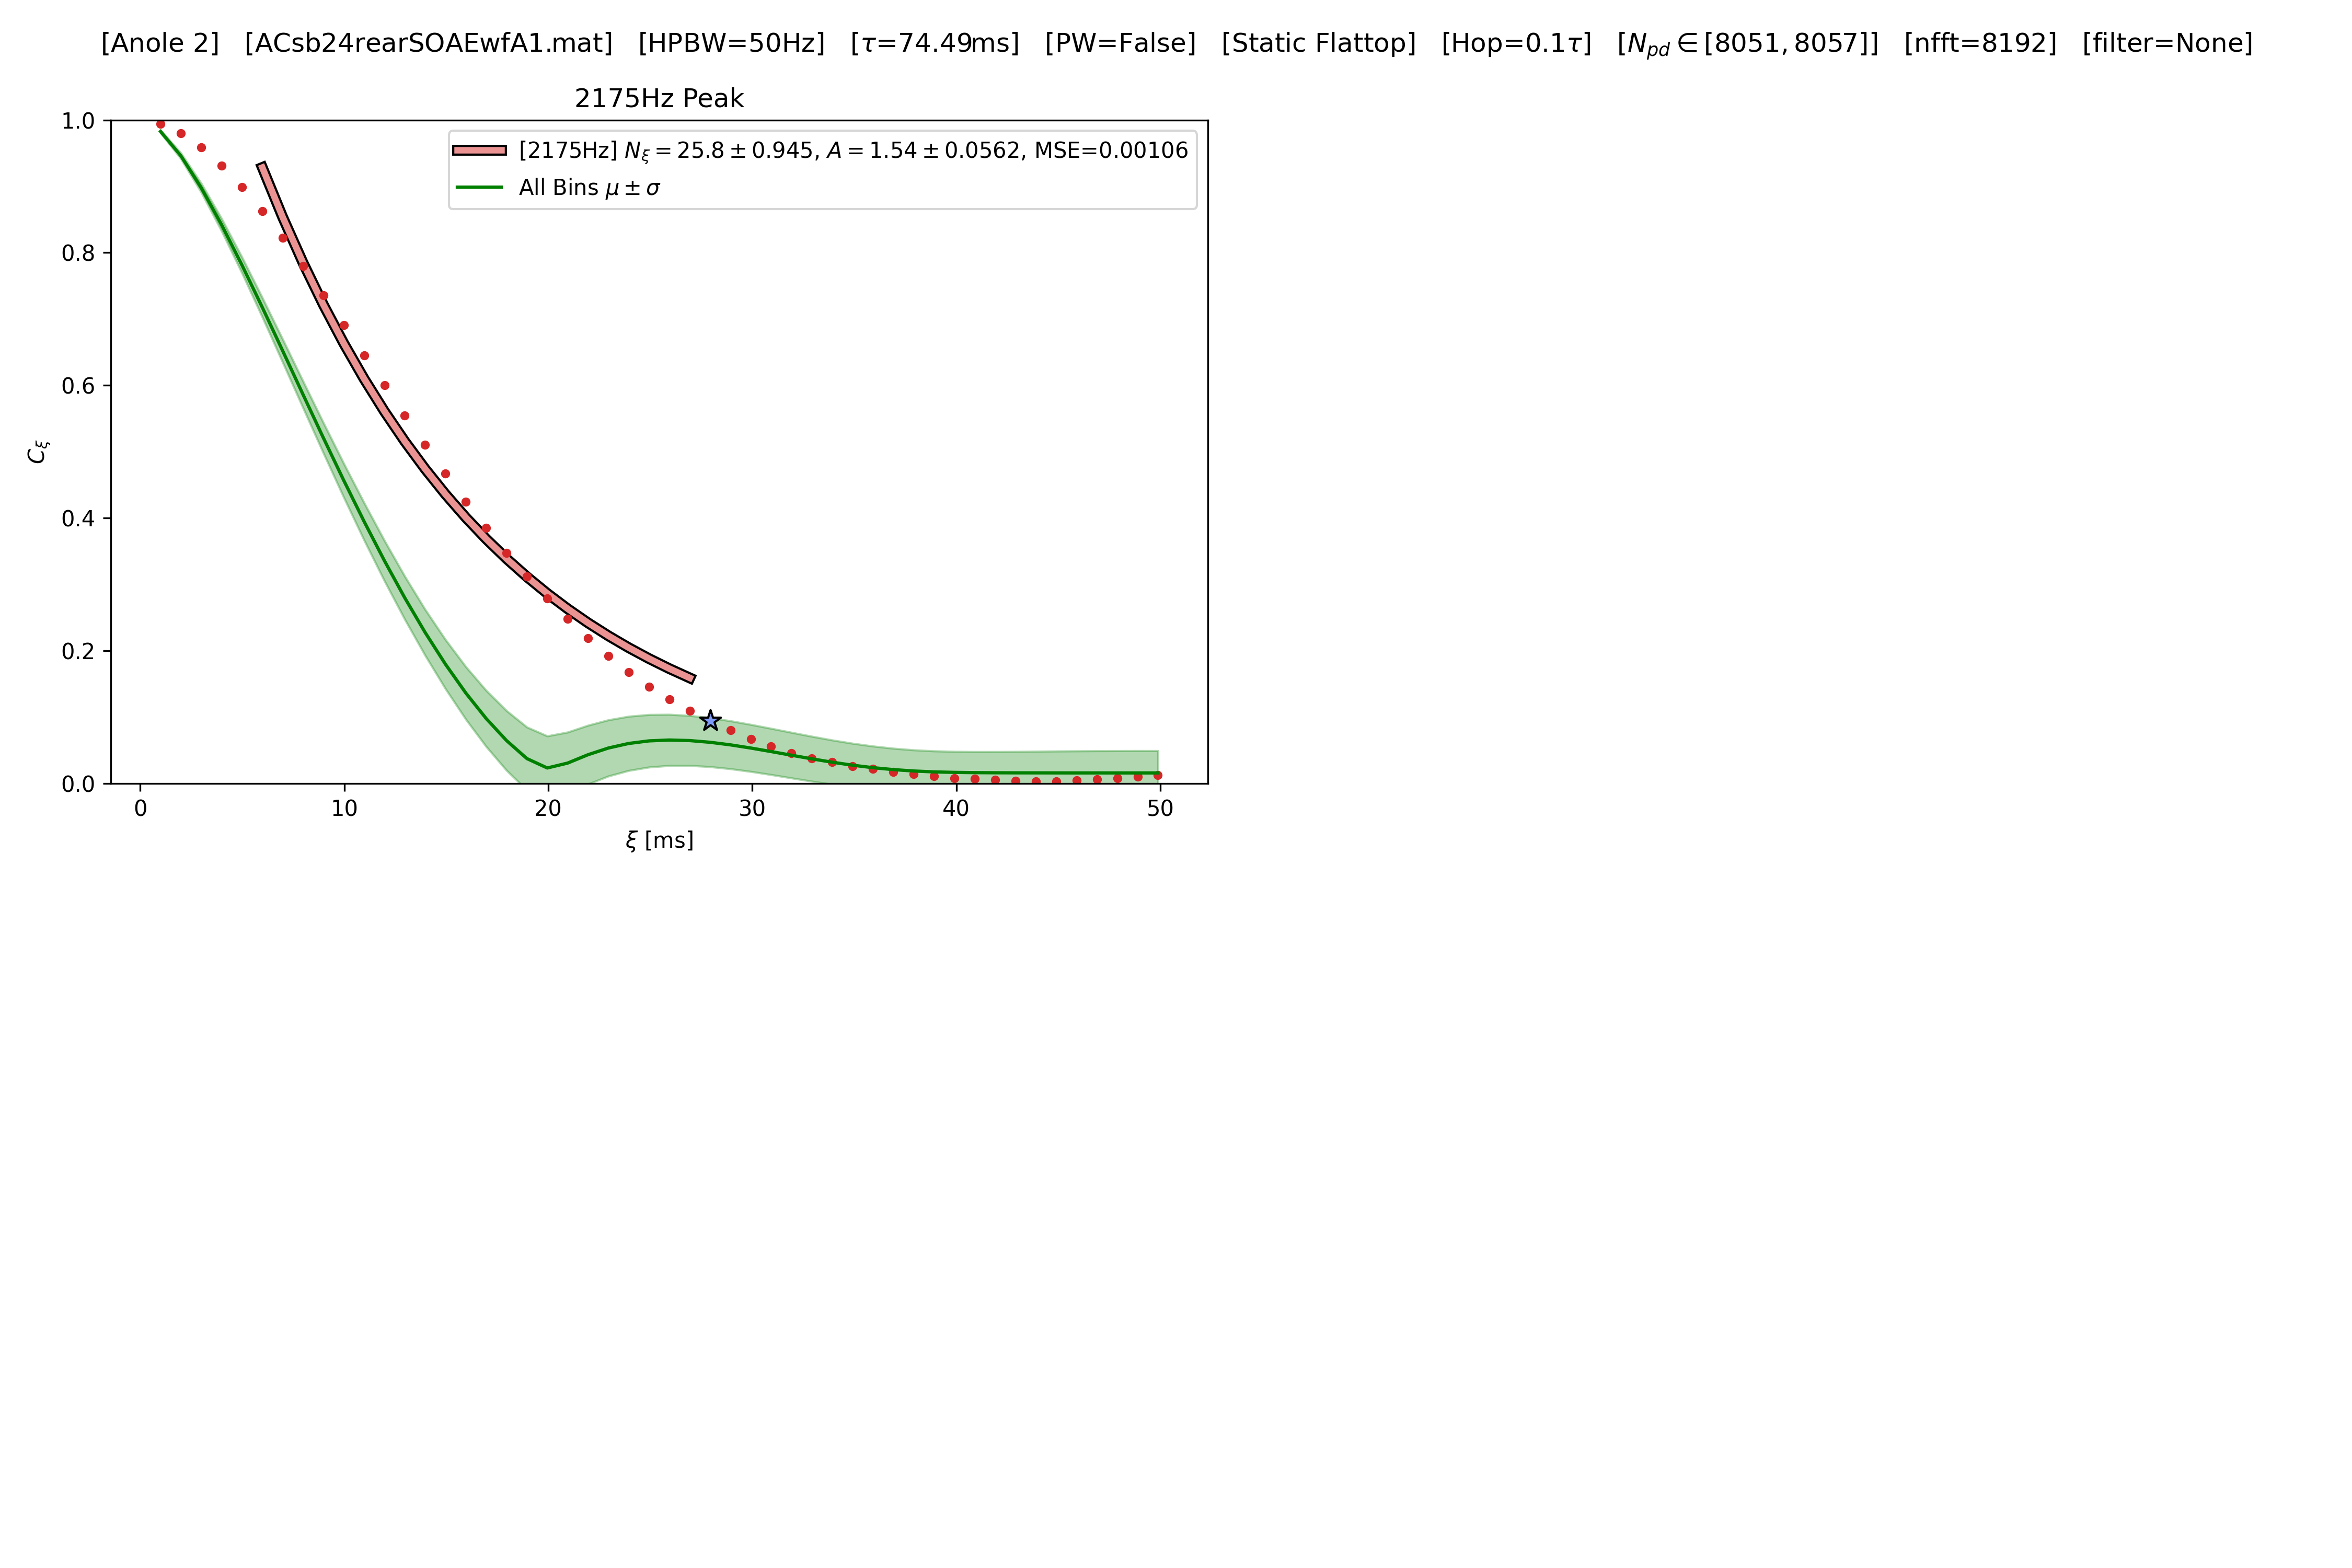 [Anole 2] [ACsb24rearSOAEwfA1.mat] [HPBW=50Hz] [τ=74.49ms] [PW=False] [Static Flattop] [Hop=0.1τ] [N_pd ∈ [8051, 8057]] [nfft=8192] [filter=None]
2175Hz Peak
[2175Hz] N_ξ = 25.8 ± 0.945, A = 1.54 ± 0.0562, MSE=0.00106
All Bins μ ± σ
1.0
0.8
0.6
0.4
0.2
0.0
C_ξ
0 10 20 30 40 50
ξ [ms]